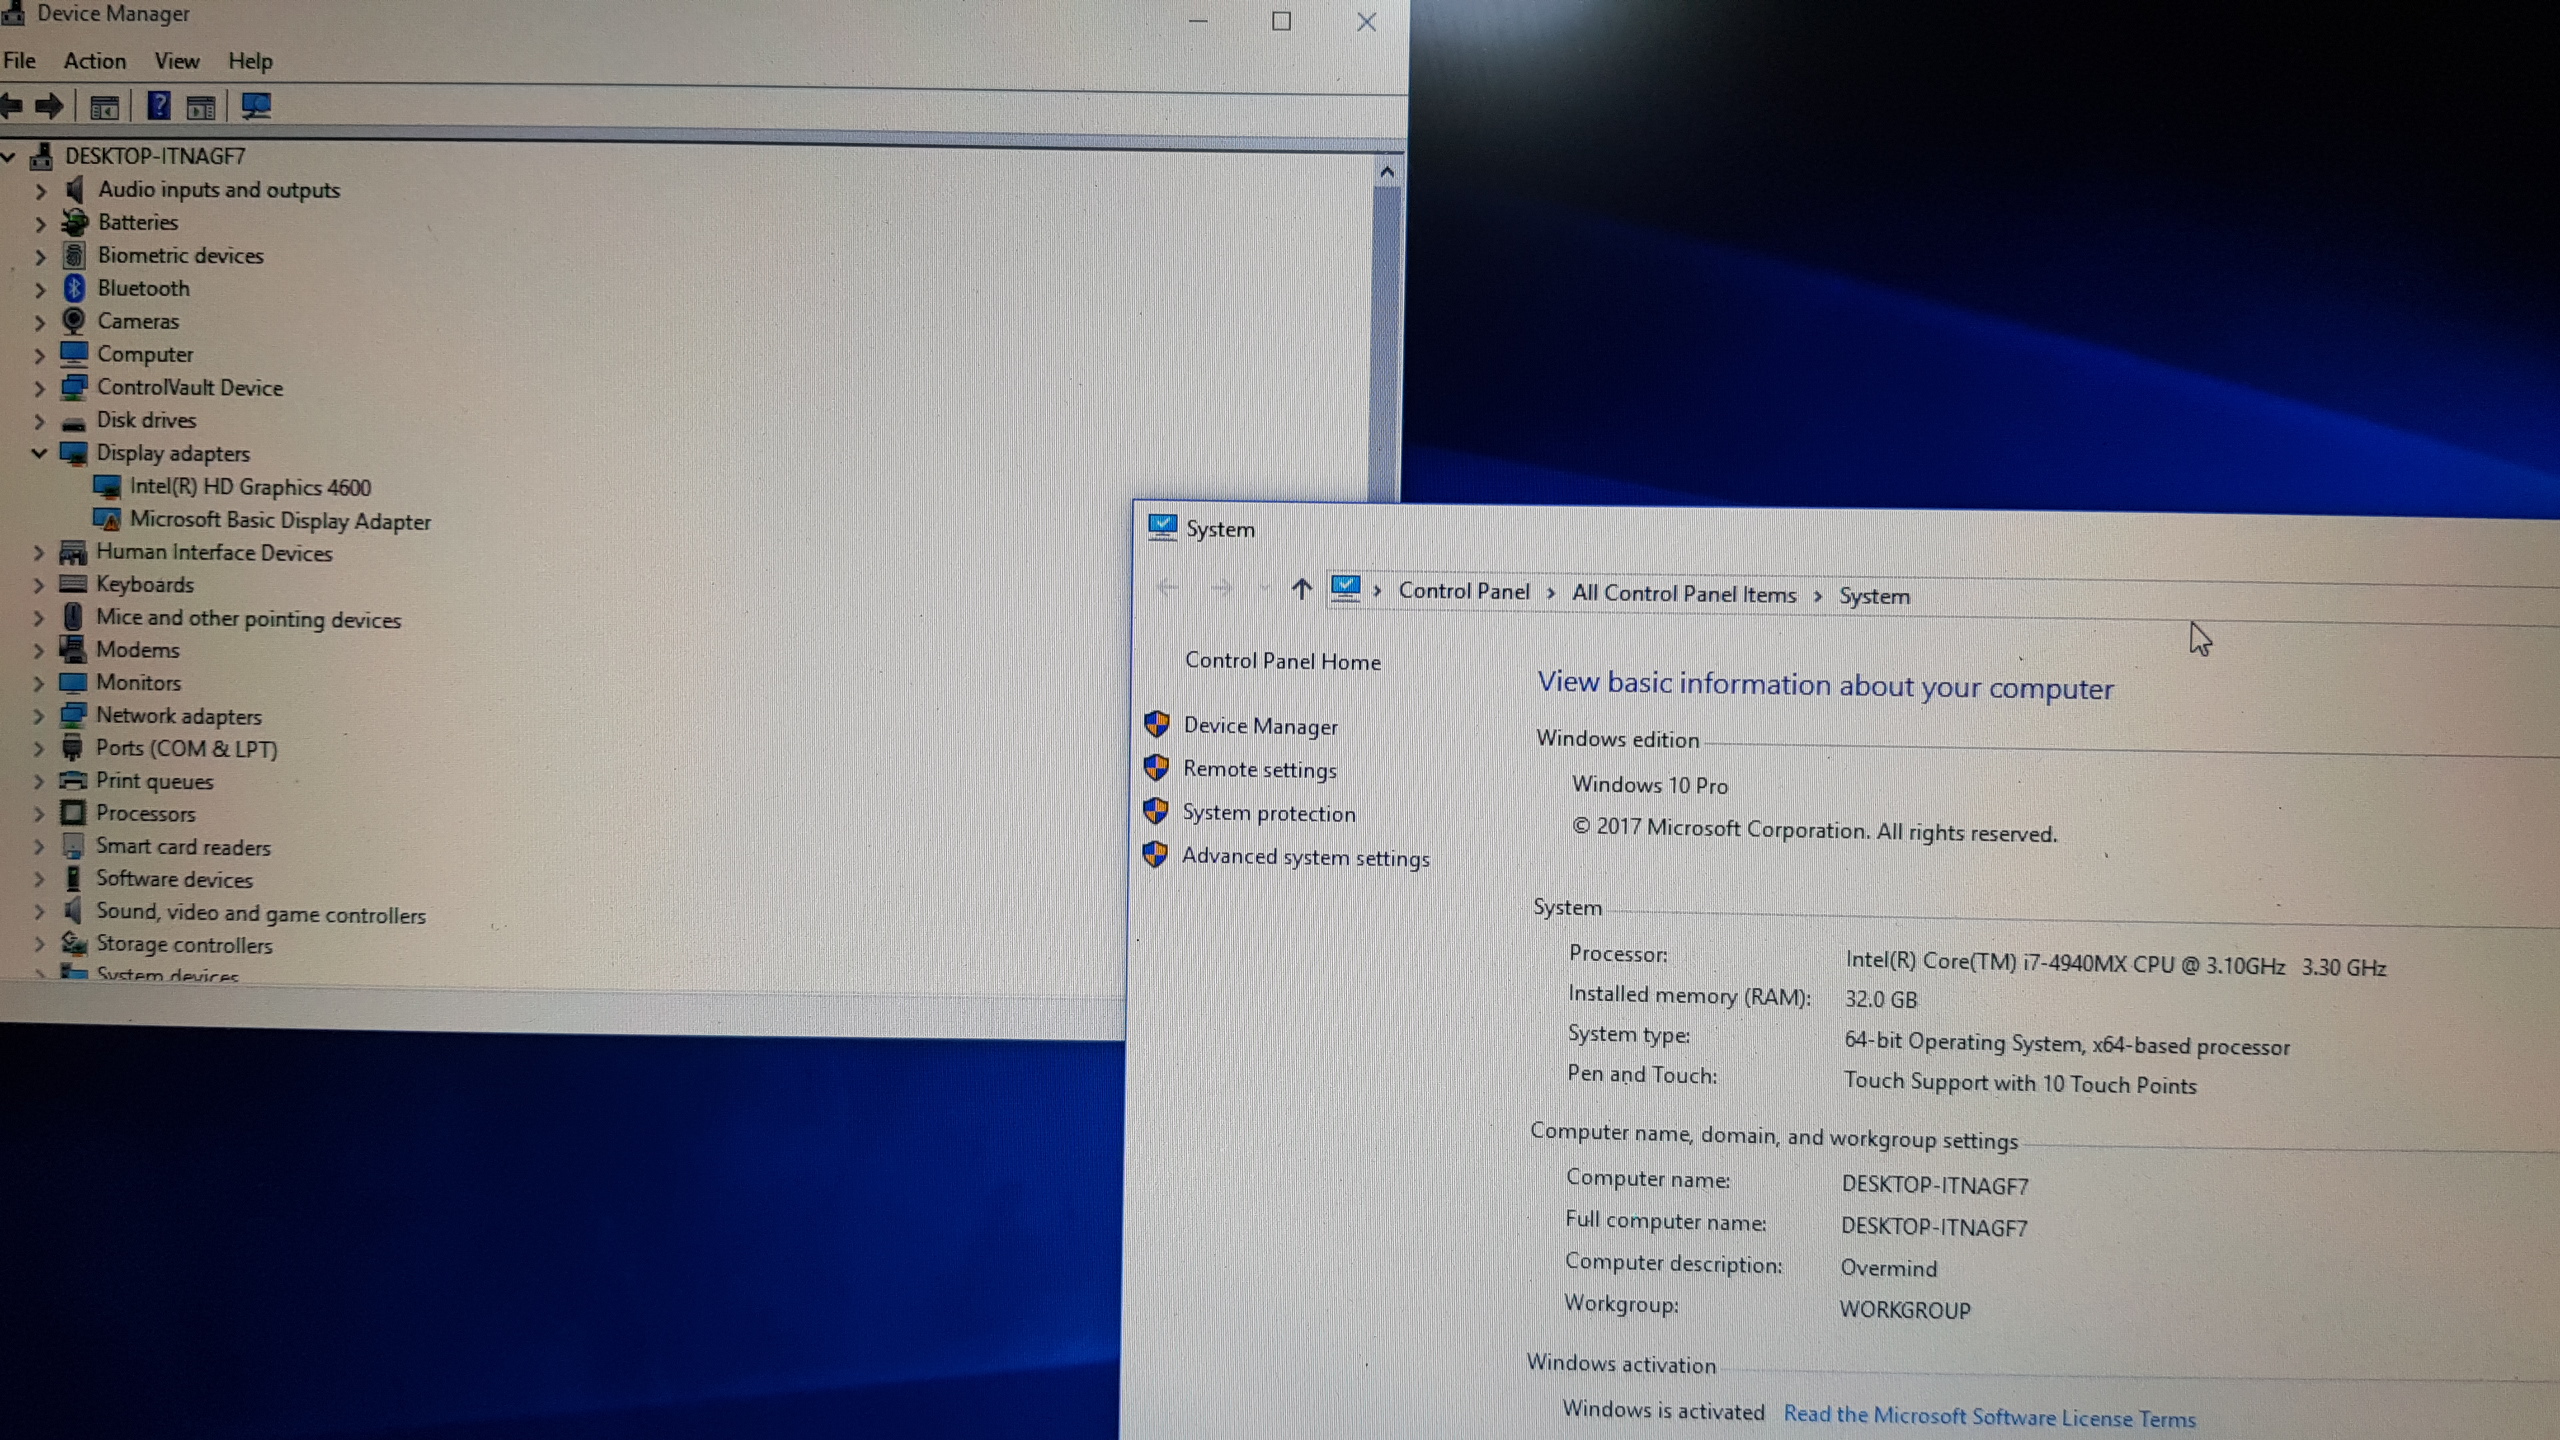 Device Manager
File Action View Help
DESKTOP-ITNAGF7
Audio inputs and outputs
Batteries
Biometric devices
Bluetooth
Cameras
Computer
ControlVault Device
Disk drives
Display adapters
Intel(R) HD Graphics 4600
Microsoft Basic Display Adapter
Human Interface Devices
Keyboards
Mice and other pointing devices
Modems
Monitors
Network adapters
Ports (COM & LPT)
Print queues
Processors
Smart card readers
Software devices
Sound, video and game controllers
Storage controllers
System devices
System
Control Panel > All Control Panel Items > System
Control Panel Home
Device Manager
Remote settings
System protection
Advanced system settings
View basic information about your computer
Windows edition
Windows 10 Pro
© 2017 Microsoft Corporation. All rights reserved.
System
Processor: Intel(R) Core(TM) i7-4940MX CPU @ 3.10GHz 3.30 GHz
Installed memory (RAM): 32.0 GB
System type: 64-bit Operating System, x64-based processor
Pen and Touch: Touch Support with 10 Touch Points
Computer name, domain, and workgroup settings
Computer name: DESKTOP-ITNAGF7
Full computer name: DESKTOP-ITNAGF7
Computer description: Overmind
Workgroup: WORKGROUP
Windows activation
Windows is activated Read the Microsoft Software License Terms